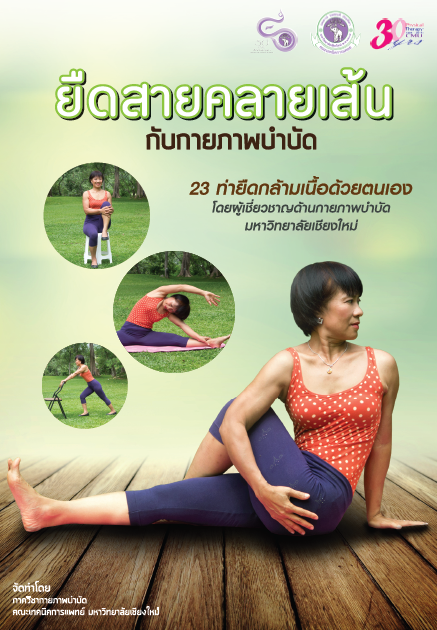 30
Physical
Therapy
CMU
yrs
ยืดสายคลายเส้น
กับกายภาพบำบัด
23 ท่ายืดกล้ามเนื้อด้วยตนเอง
โดยผู้เชี่ยวชาญด้านกายภาพบำบัด
มหาวิทยาลัยเชียงใหม่
จัดทำโดย
ภาควิชากายภาพบำบัด
คณะเทคนิคการแพทย์ มหาวิทยาลัยเชียงใหม่